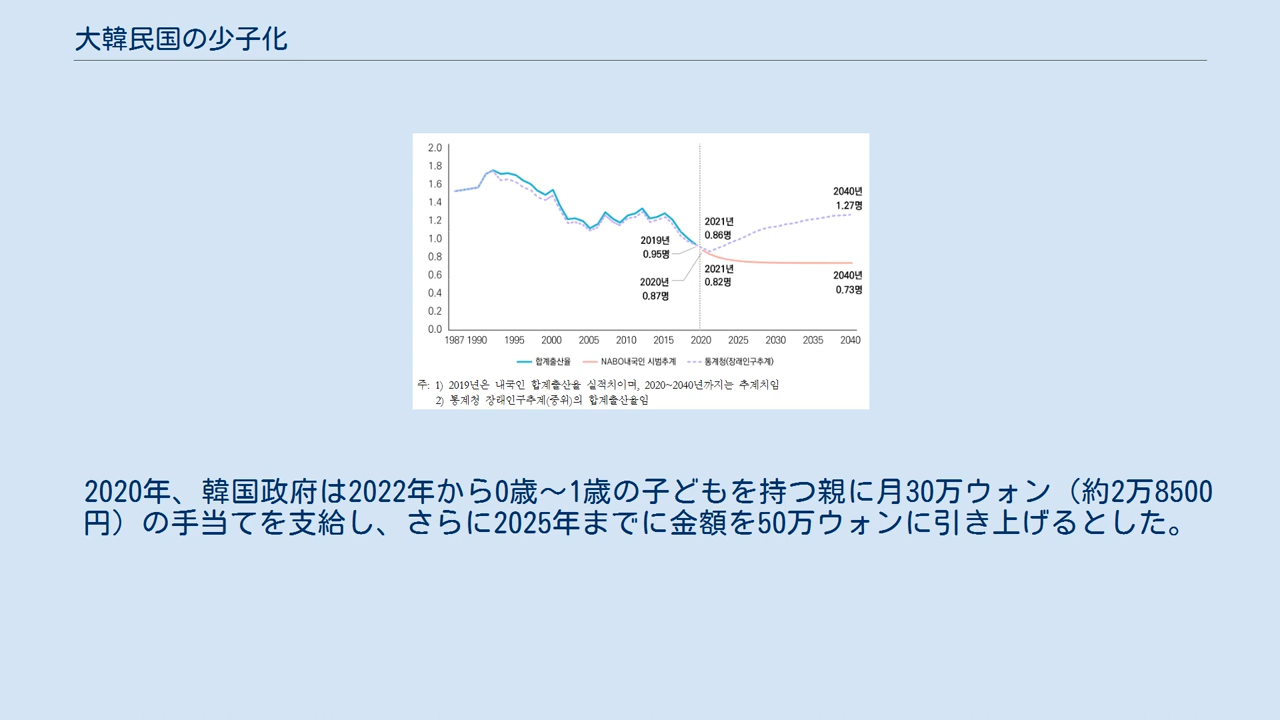 大韓民国の少子化
2.0
1.8
1.6
1.4
1.2
1.0
0.8
0.6
0.4
0.2
0.0
2040년
1.27명
2021년
0.86명
2019년
0.95명
2021년
0.82명
2020년
0.87명
2040년
0.73명
1987 1990 1995 2000 2005 2010 2015 2020 2025 2030 2035 2040
합계출산율 NABO내국인 시범추계 통계청(장래인구추계)
주: 1) 2019년은 내국인 합계출산율 실적치이며, 2020~2040년까지는 추계치임
2) 통계청 장래인구추계(중위)의 합계출산율임
2020年、韓国政府は2022年から0歳〜1歳の子どもを持つ親に月30万ウォン（約2万8500
円）の手当てを支給し、さらに2025年までに金額を50万ウォンに引き上げるとした。